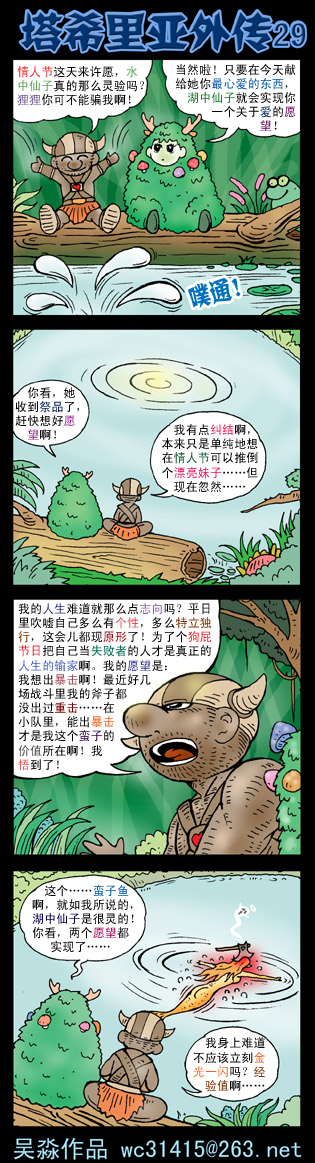 塔希里亚外传29
情人节这天来许愿，水
中仙子真的那么灵验吗？
狸狸你可不能骗我啊！
当然啦！只要在今天献
给她你最心爱的东西，
湖中仙子就会实现你
一个关于爱的愿
望！
噗通！
你看，她
收到祭品了，
赶快想好愿
望啊！
我有点纠结啊，
本来只是单纯地想
在情人节可以推倒
个漂亮妹子……但
现在忽然……
我的人生难道就那么点志向吗？平日
里吹嘘自己多么有个性，多么特立独
行，这会儿都现原形了！为了个狗屁
节日把自己当失败者的人才是真正的
人生的输家啊。我的愿望是：
我想出暴击啊！最近好几
场战斗里我的斧子都
没出过重击……在
小队里，能出暴击
才是我这个蛮子的
价值所在啊！我
悟到了！
这个……蛮子鱼
啊，就如我所说的，
湖中仙子是很灵的！
你看，两个愿望都
实现了……
我身上难道
不应该立刻金
光一闪吗？经
验值啊……
吴淼作品 wc31415@263.net